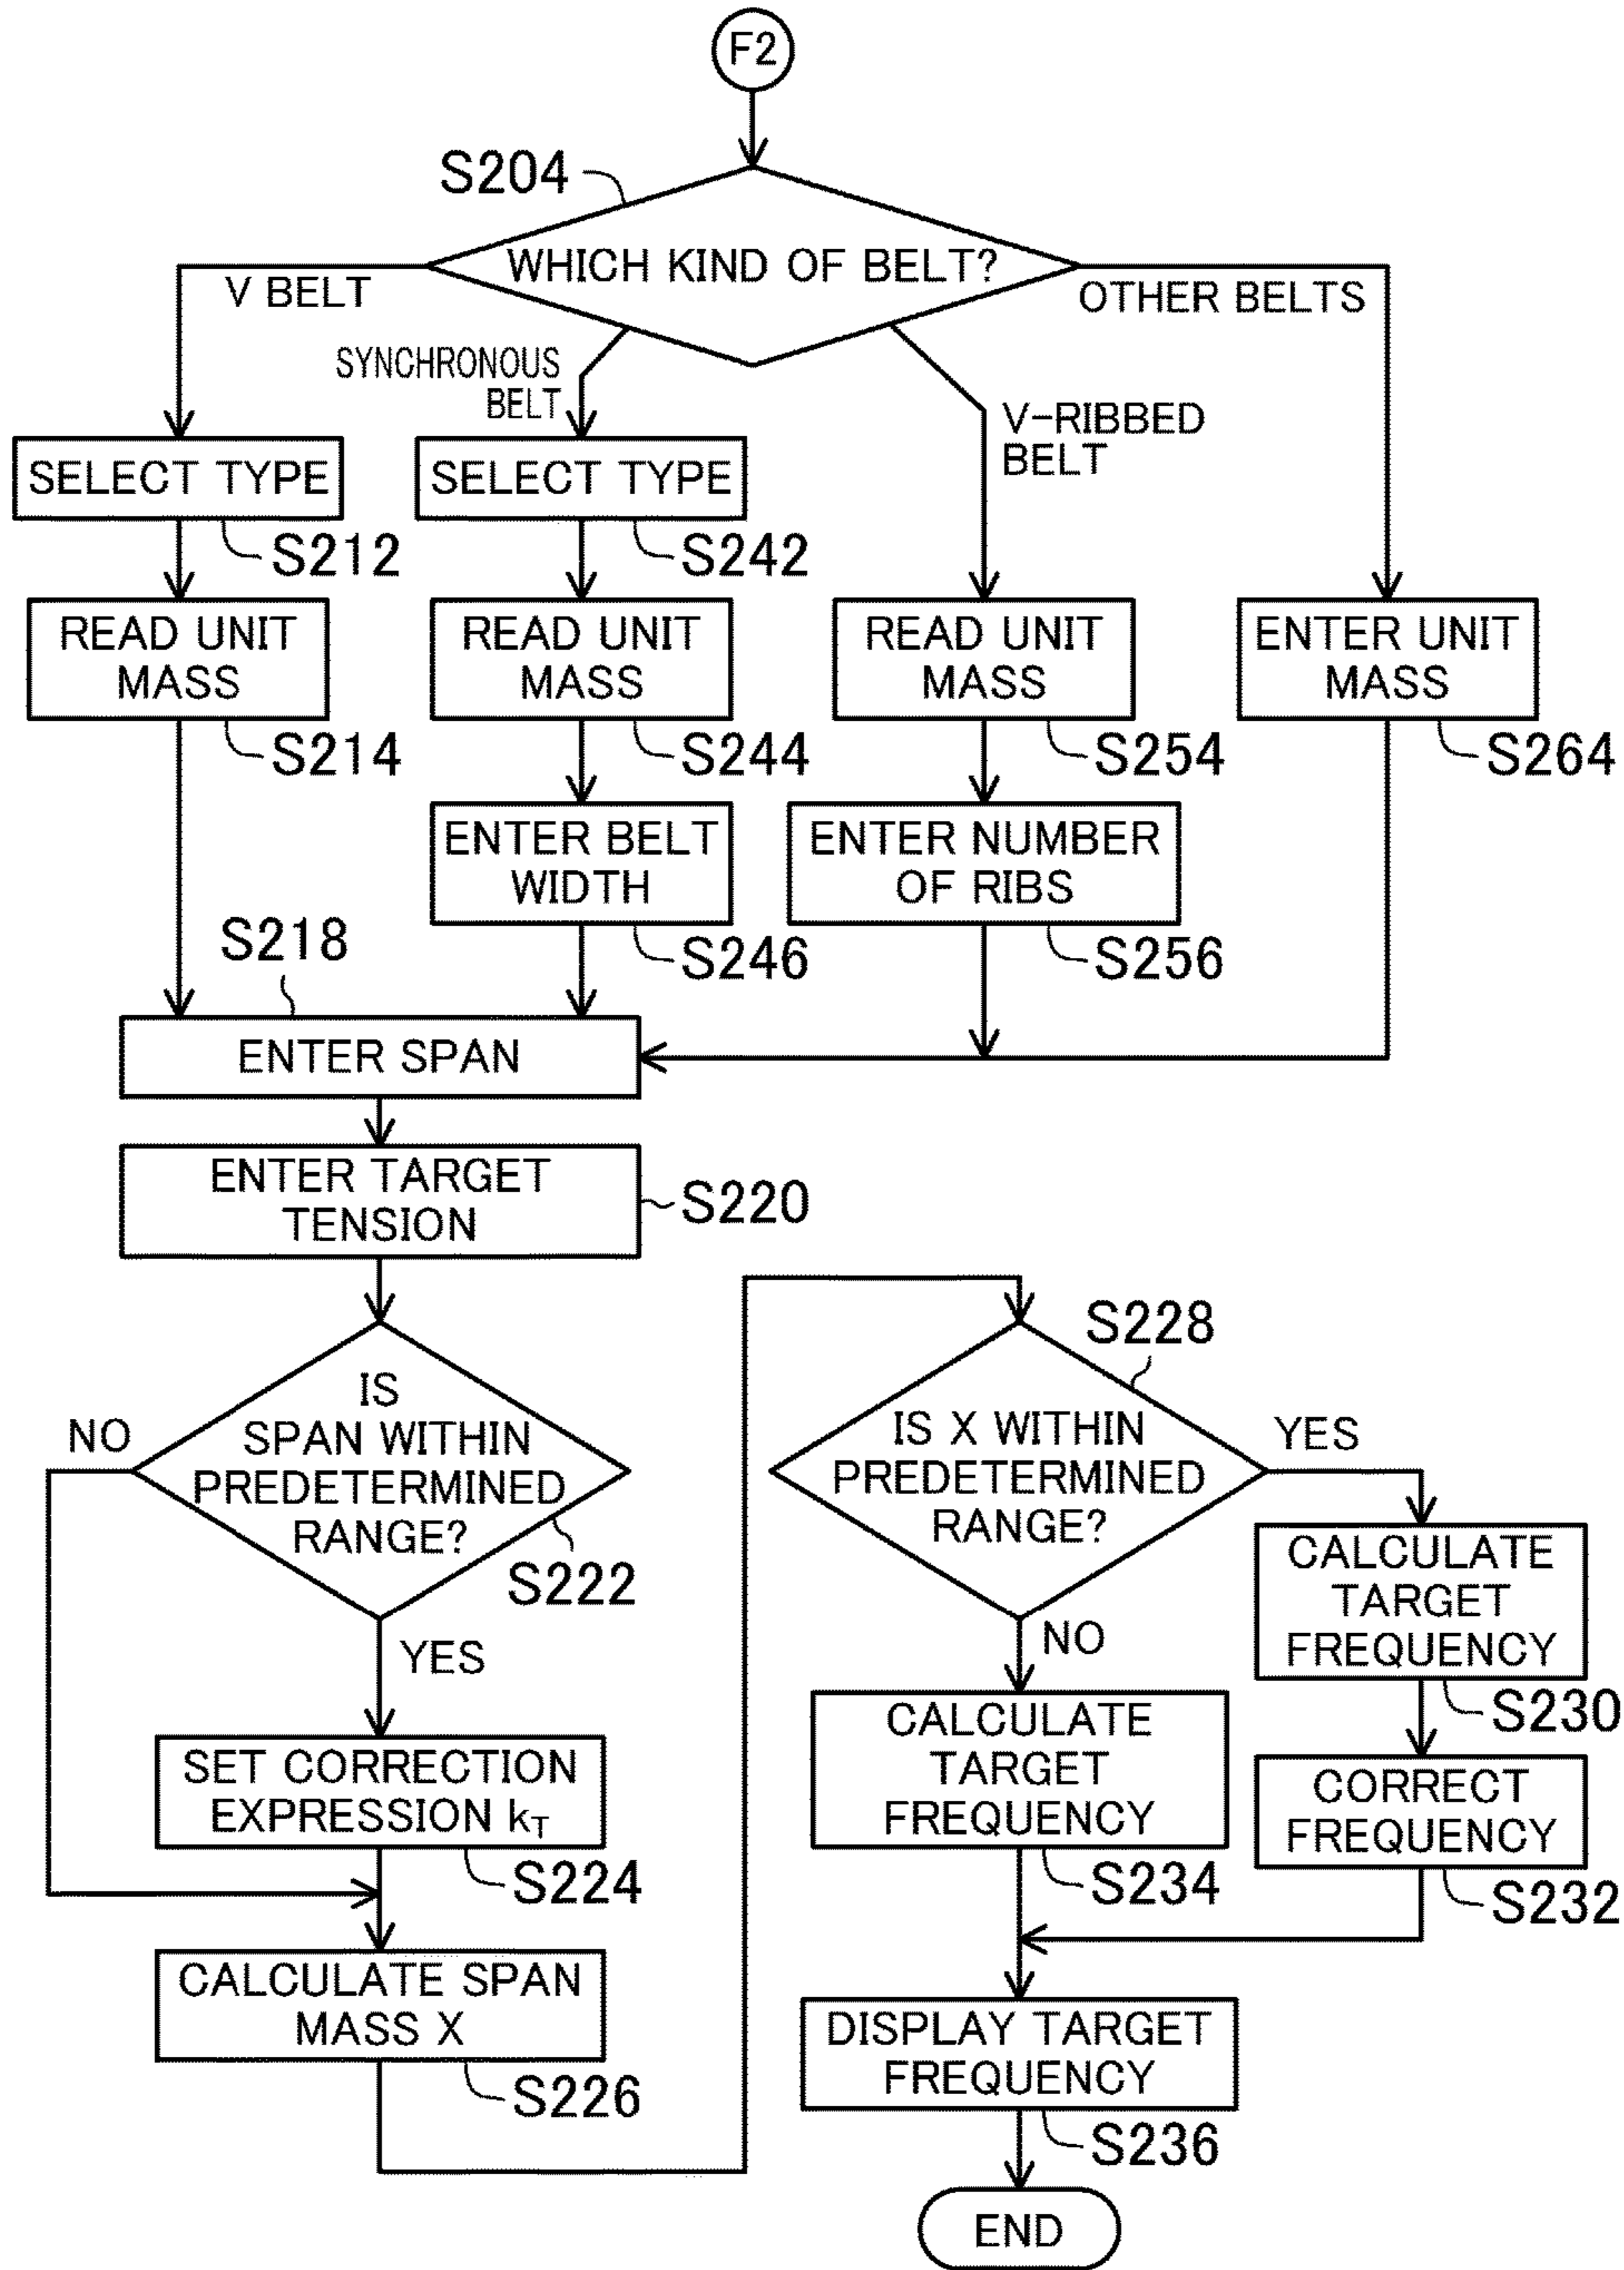 F2
S204
WHICH KIND OF BELT?
V BELT
OTHER BELTS
SYNCHRONOUS
BELT
V-RIBBED
BELT
SELECT TYPE
SELECT TYPE
S212
S242
READ UNIT
MASS
READ UNIT
MASS
READ UNIT
MASS
ENTER UNIT
MASS
S214
S244
S254
S264
ENTER BELT
WIDTH
ENTER NUMBER
OF RIBS
S218
S246
S256
ENTER SPAN
ENTER TARGET
TENSION
S220
IS
SPAN WITHIN
PREDETERMINED
RANGE?
NO
S222
YES
SET CORRECTION
EXPRESSION kT
S224
CALCULATE SPAN
MASS X
S226
S228
IS X WITHIN
PREDETERMINED
RANGE?
YES
NO
CALCULATE
TARGET
FREQUENCY
S230
CALCULATE
TARGET
FREQUENCY
S234
CORRECT
FREQUENCY
S232
DISPLAY TARGET
FREQUENCY
S236
END